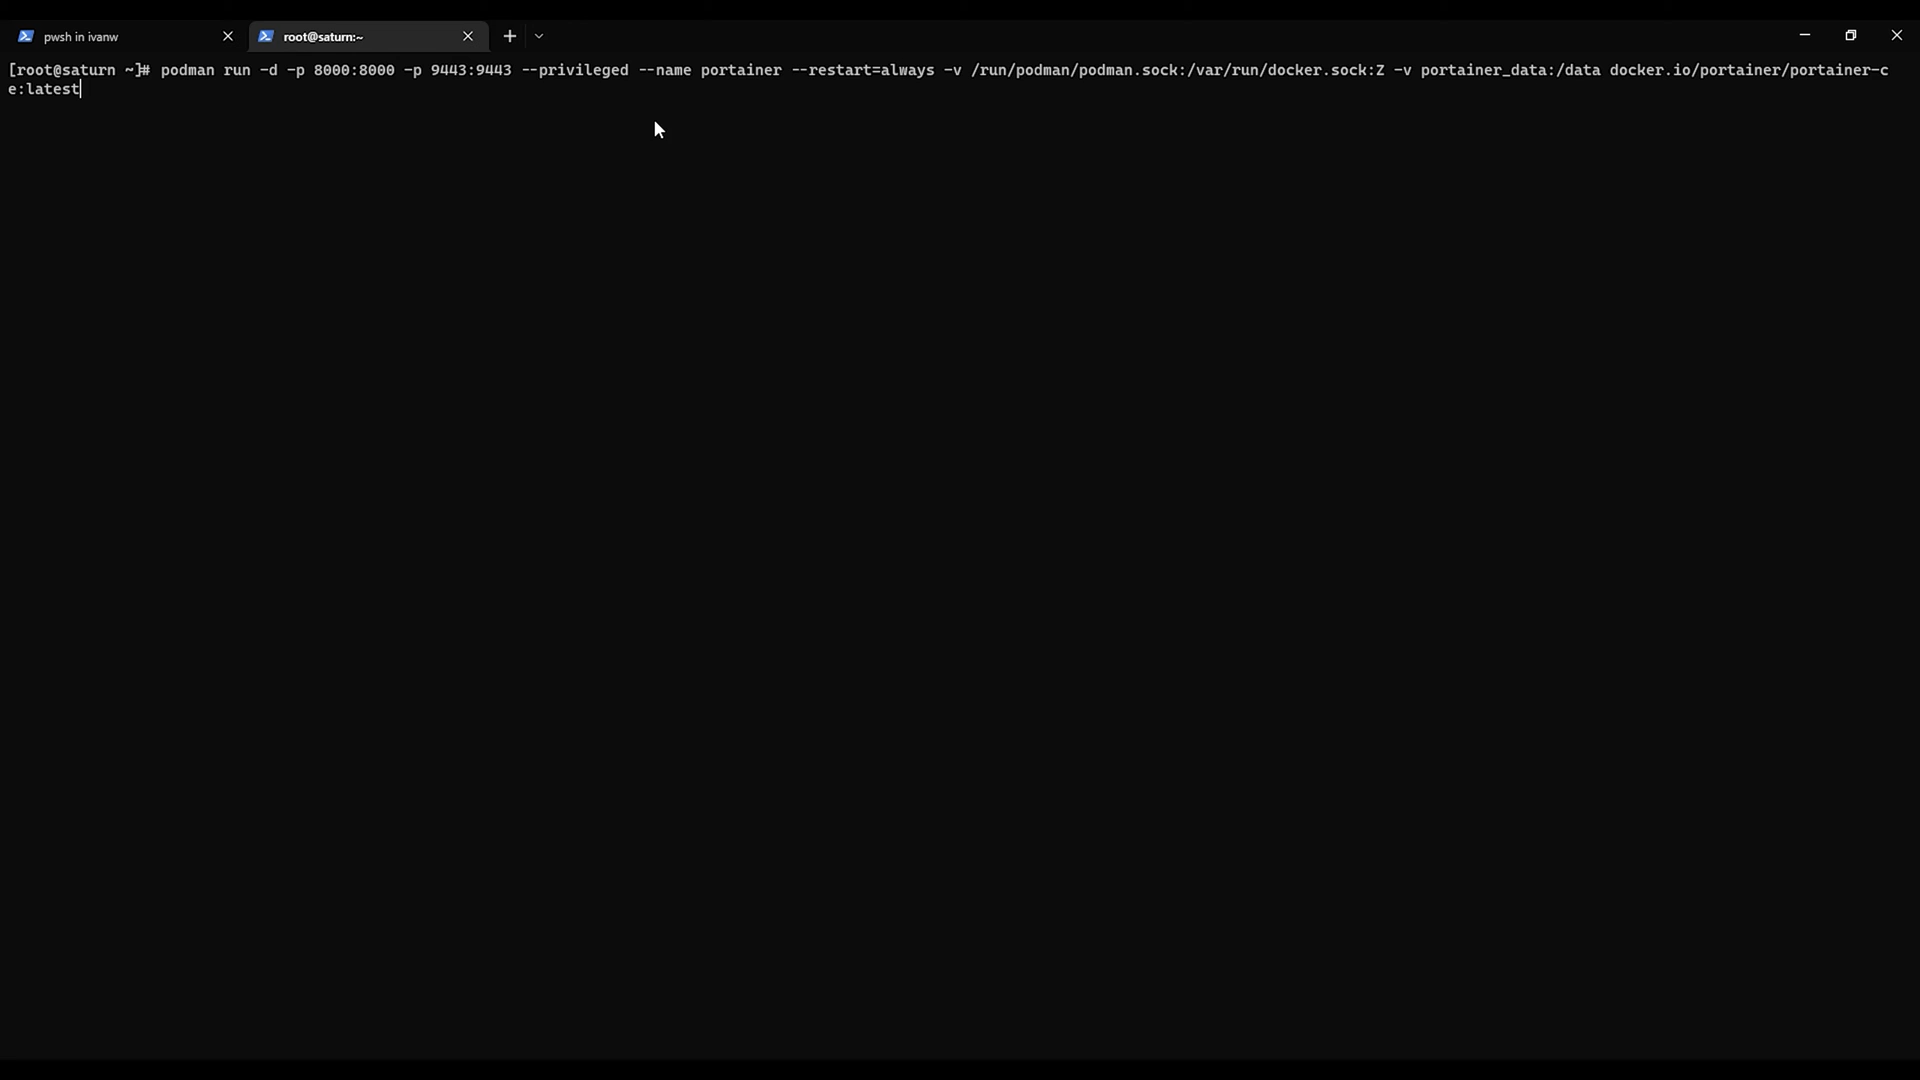 pwsh in ivanw
root@saturn:~
[root@saturn ~]# podman run -d -p 8000:8000 -p 9443:9443 --privileged --name portainer --restart=always -v /run/podman/podman.sock:/var/run/docker.sock:Z -v portainer_data:/data docker.io/portainer/portainer-c
e:latest